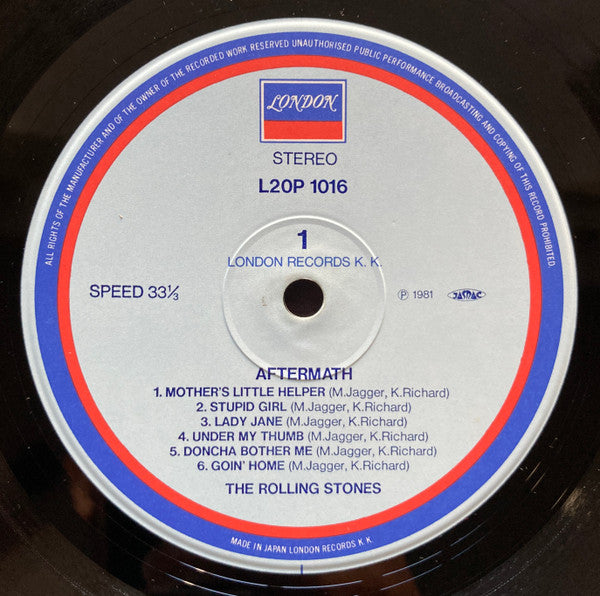 ALL RIGHTS OF THE MANUFACTURER AND OF THE OWNER OF THE RECORDED WORK RESERVED UNAUTHORISED PUBLIC PERFORMANCE BROADCASTING AND COPYING OF THIS RECORD PROHIBITED
LONDON
STEREO
L20P 1016
1
LONDON RECORDS K. K.
SPEED 33⅓
Ⓟ 1981 JASRAC
AFTERMATH
1. MOTHER'S LITTLE HELPER (M.Jagger, K.Richard)
2. STUPID GIRL (M.Jagger, K.Richard)
3. LADY JANE (M.Jagger, K.Richard)
4. UNDER MY THUMB (M.Jagger, K.Richard)
5. DONCHA BOTHER ME (M.Jagger, K.Richard)
6. GOIN' HOME (M.Jagger, K.Richard)
THE ROLLING STONES
MADE IN JAPAN LONDON RECORDS K. K.